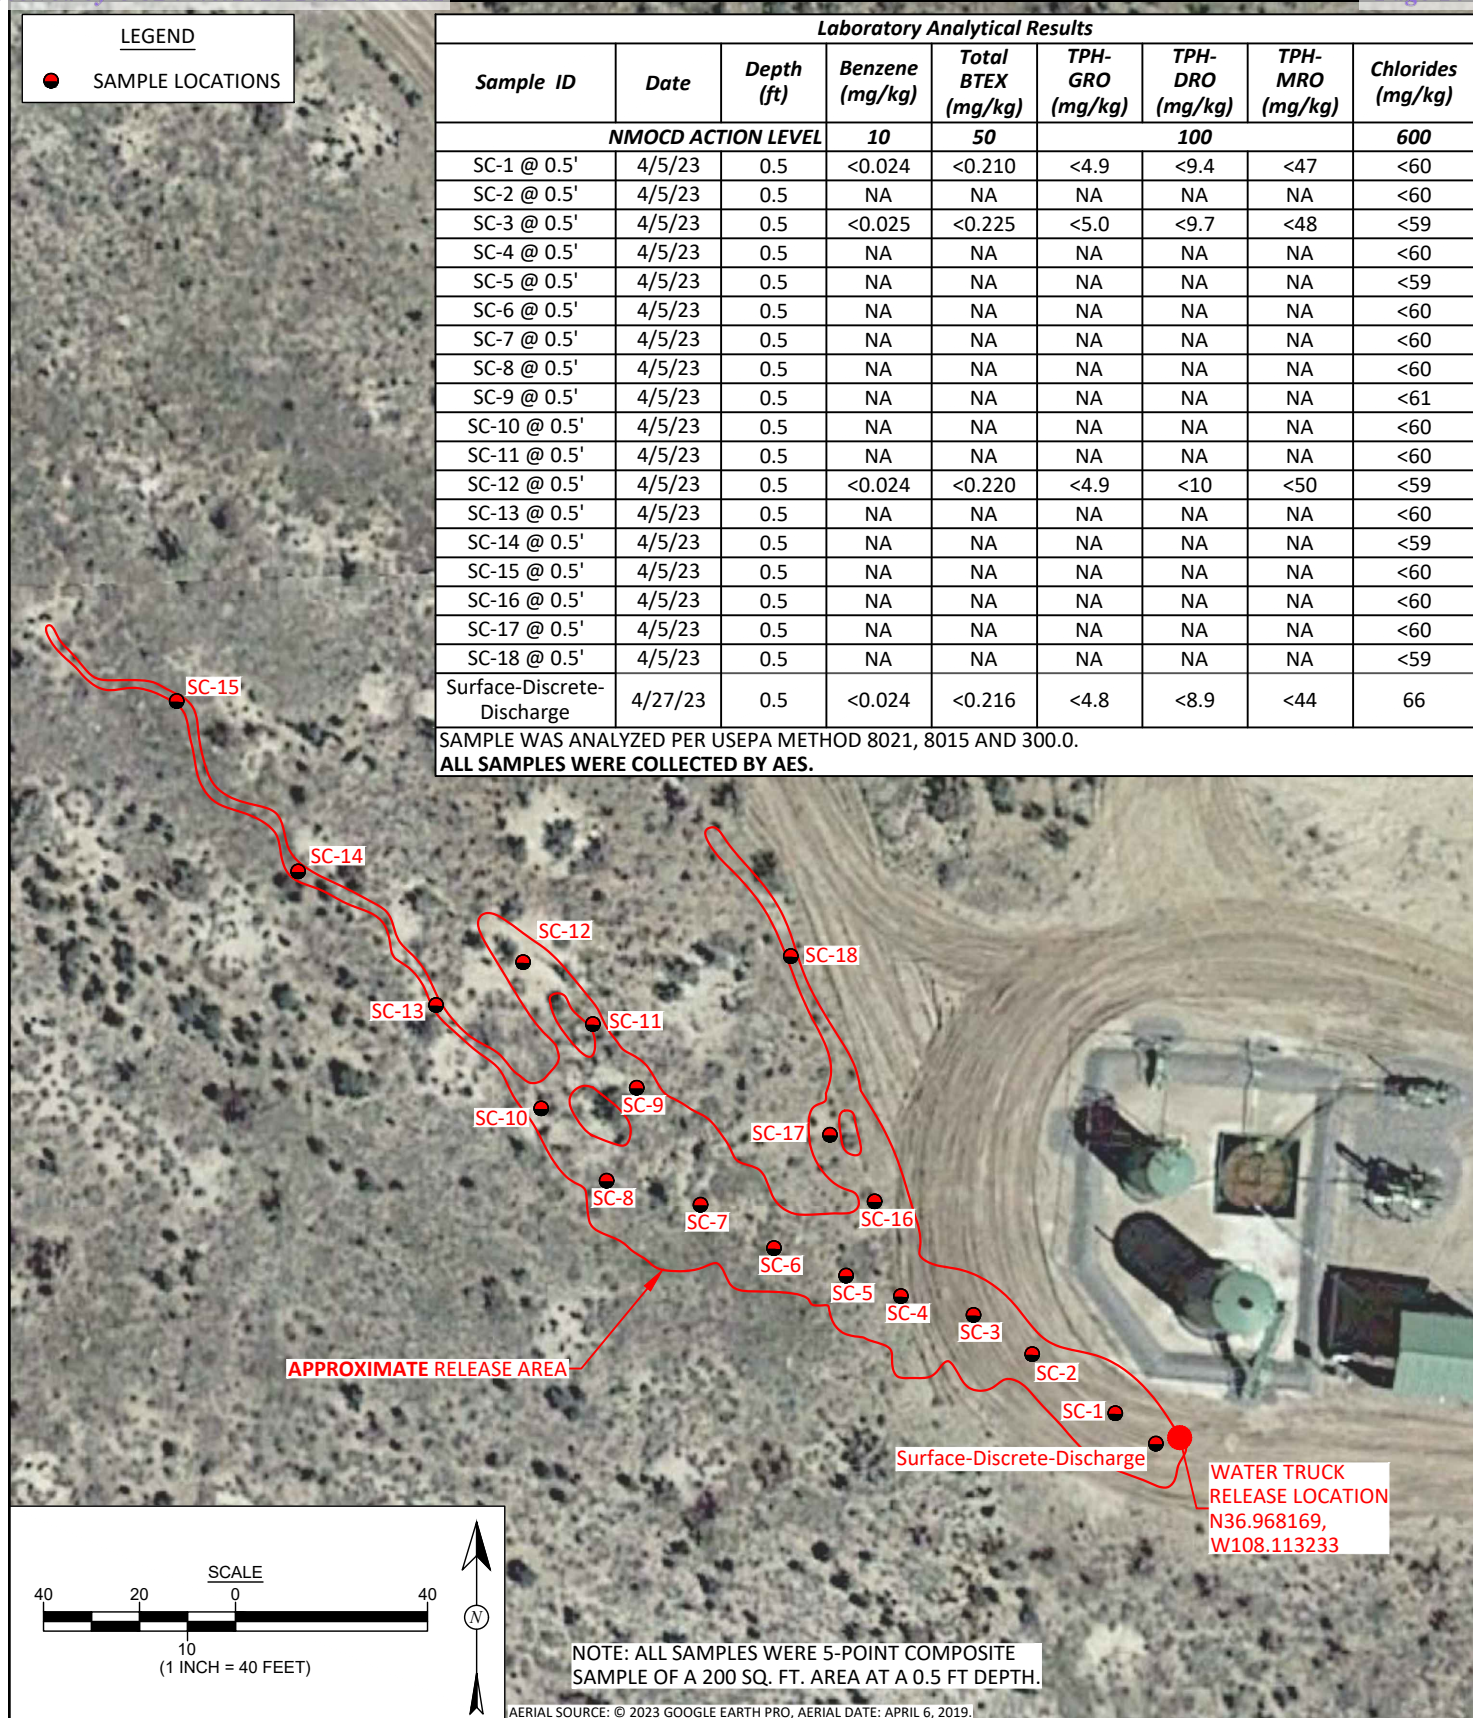 LEGEND
SAMPLE LOCATIONS
Laboratory Analytical Results
Sample ID Date Depth (ft) Benzene (mg/kg) Total BTEX (mg/kg) TPH-GRO (mg/kg) TPH-DRO (mg/kg) TPH-MRO (mg/kg) Chlorides (mg/kg)
NMOCD ACTION LEVEL 10 50 100 600
SC-1 @ 0.5' 4/5/23 0.5 <0.024 <0.210 <4.9 <9.4 <47 <60
SC-2 @ 0.5' 4/5/23 0.5 NA NA NA NA NA <60
SC-3 @ 0.5' 4/5/23 0.5 <0.025 <0.225 <5.0 <9.7 <48 <59
SC-4 @ 0.5' 4/5/23 0.5 NA NA NA NA NA <60
SC-5 @ 0.5' 4/5/23 0.5 NA NA NA NA NA <59
SC-6 @ 0.5' 4/5/23 0.5 NA NA NA NA NA <60
SC-7 @ 0.5' 4/5/23 0.5 NA NA NA NA NA <60
SC-8 @ 0.5' 4/5/23 0.5 NA NA NA NA NA <60
SC-9 @ 0.5' 4/5/23 0.5 NA NA NA NA NA <61
SC-10 @ 0.5' 4/5/23 0.5 NA NA NA NA NA <60
SC-11 @ 0.5' 4/5/23 0.5 NA NA NA NA NA <60
SC-12 @ 0.5' 4/5/23 0.5 <0.024 <0.220 <4.9 <10 <50 <59
SC-13 @ 0.5' 4/5/23 0.5 NA NA NA NA NA <60
SC-14 @ 0.5' 4/5/23 0.5 NA NA NA NA NA <59
SC-15 @ 0.5' 4/5/23 0.5 NA NA NA NA NA <60
SC-16 @ 0.5' 4/5/23 0.5 NA NA NA NA NA <60
SC-17 @ 0.5' 4/5/23 0.5 NA NA NA NA NA <60
SC-18 @ 0.5' 4/5/23 0.5 NA NA NA NA NA <59
Surface-Discrete-Discharge 4/27/23 0.5 <0.024 <0.216 <4.8 <8.9 <44 66
SAMPLE WAS ANALYZED PER USEPA METHOD 8021, 8015 AND 300.0.
ALL SAMPLES WERE COLLECTED BY AES.
SC-15
SC-14
SC-12
SC-18
SC-13
SC-11
SC-9
SC-10
SC-17
SC-8
SC-7
SC-16
SC-6
SC-5
SC-4
SC-3
APPROXIMATE RELEASE AREA
SC-2
SC-1
Surface-Discrete-Discharge
WATER TRUCK
RELEASE LOCATION
N36.968169,
W108.113233
SCALE
40 20 0 40
10
(1 INCH = 40 FEET)
N
NOTE: ALL SAMPLES WERE 5-POINT COMPOSITE
SAMPLE OF A 200 SQ. FT. AREA AT A 0.5 FT DEPTH.
AERIAL SOURCE: © 2023 GOOGLE EARTH PRO, AERIAL DATE: APRIL 6, 2019.